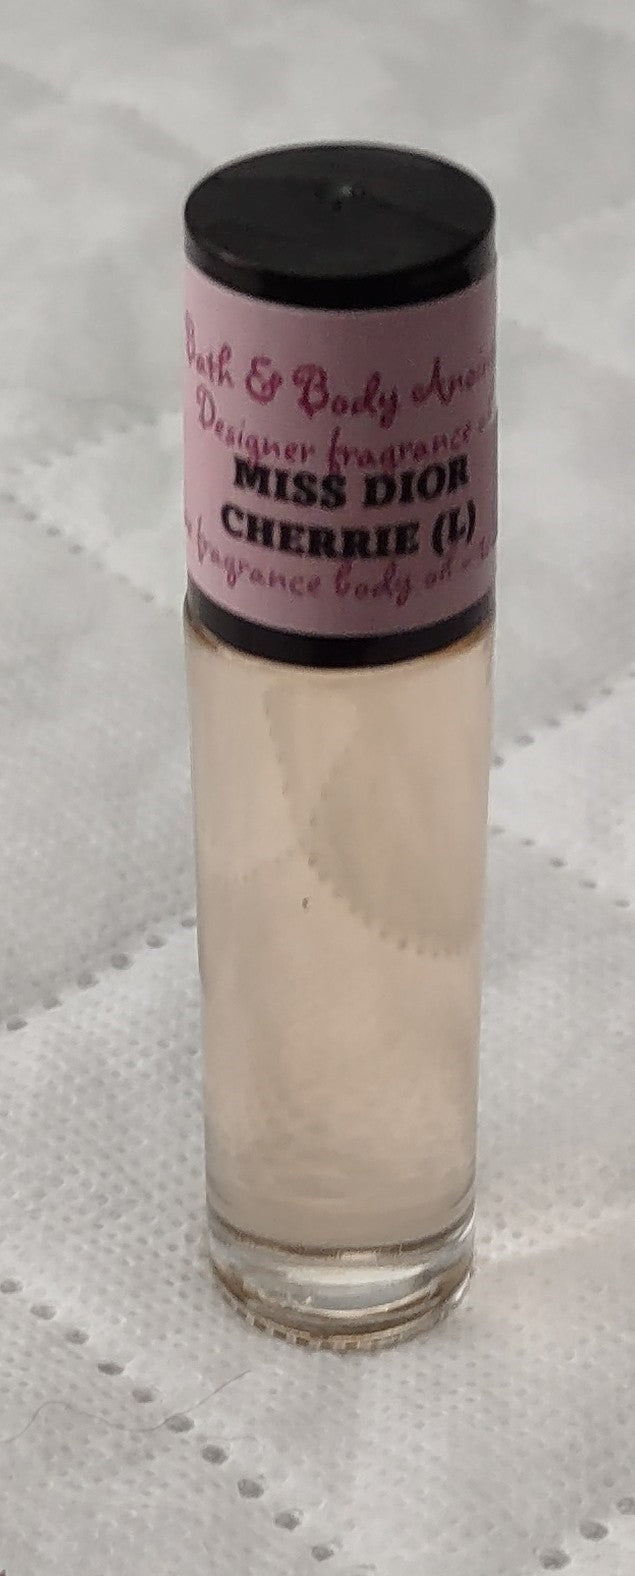 Bath & Body
Designer fragrance
MISS DIOR
CHERRIE (L)
fragrance body oil